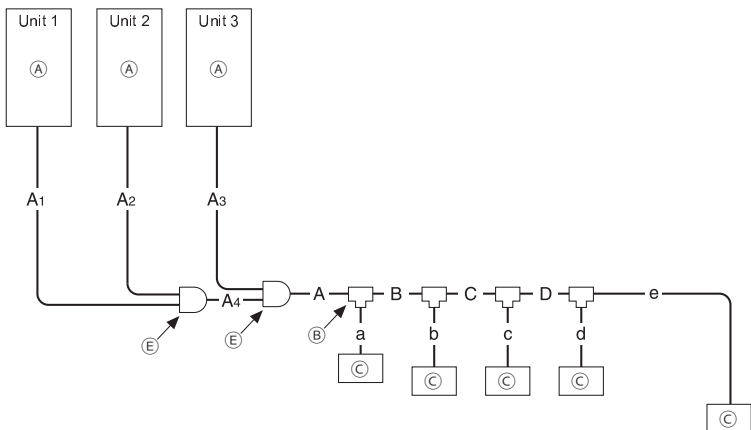 Unit 1 Unit 2 Unit 3
Ⓐ Ⓐ Ⓐ
A1 A2 A3
A4 A B C D e
Ⓔ Ⓔ Ⓑ a b c d
Ⓒ Ⓒ Ⓒ Ⓒ
Ⓒ